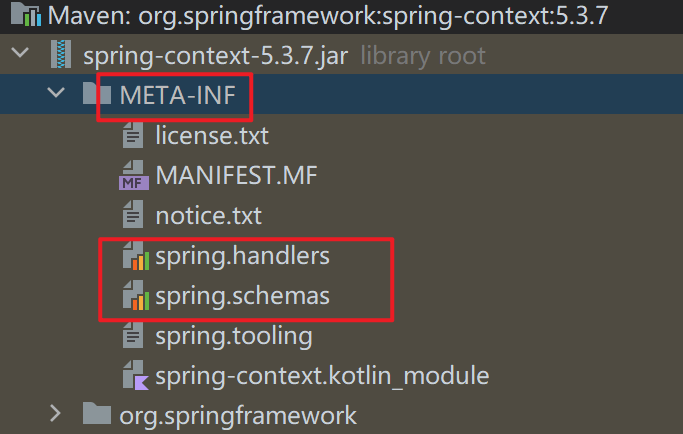 Maven: org.springframework:spring-context:5.3.7
spring-context-5.3.7.jar library root
META-INF
license.txt
MF MANIFEST.MF
notice.txt
spring.handlers
spring.schemas
spring.tooling
spring-context.kotlin_module
org.springframework